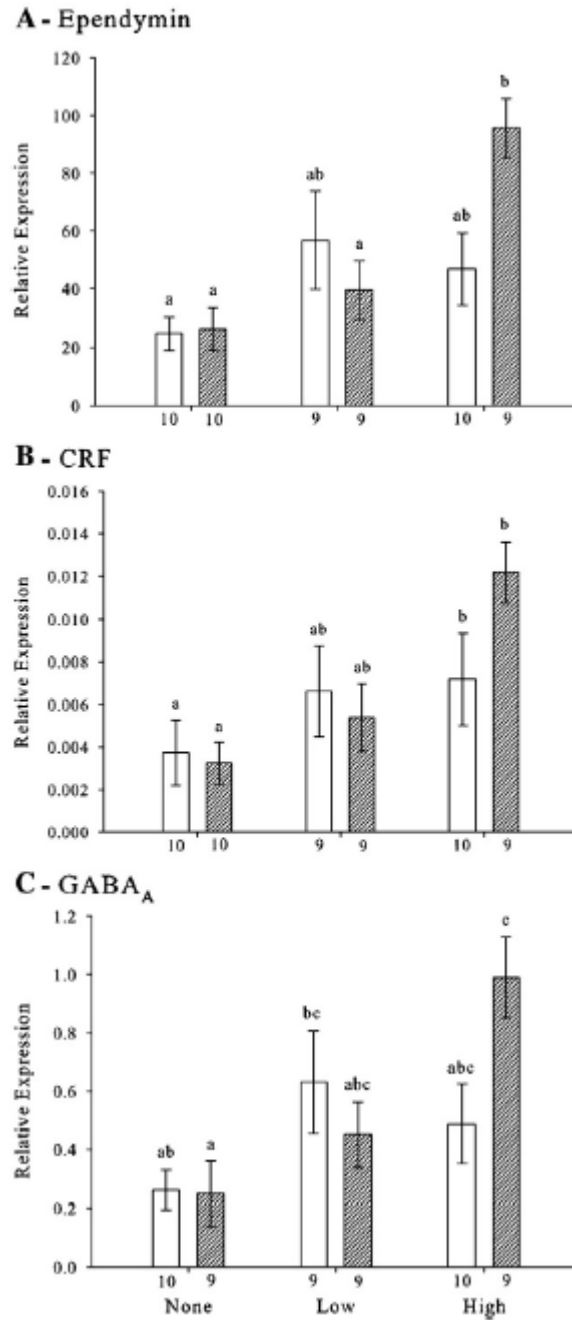 A - Ependymin
120
b
100
80
ab
60
ab
a
40
a a
20
0
10 10 9 9 10 9
Relative Expression
B - CRF
0.016
b
0.014
0.012
b
0.010
ab
ab
0.008
a
0.006
a
0.004
0.002
0.000
10 10 9 9 10 9
Relative Expression
C - GABA_A
1.2
c
1.0
bc
0.8
abc
abc
0.6
ab a
0.4
0.2
0.0
10 9 9 9 10 9
Relative Expression
None Low High